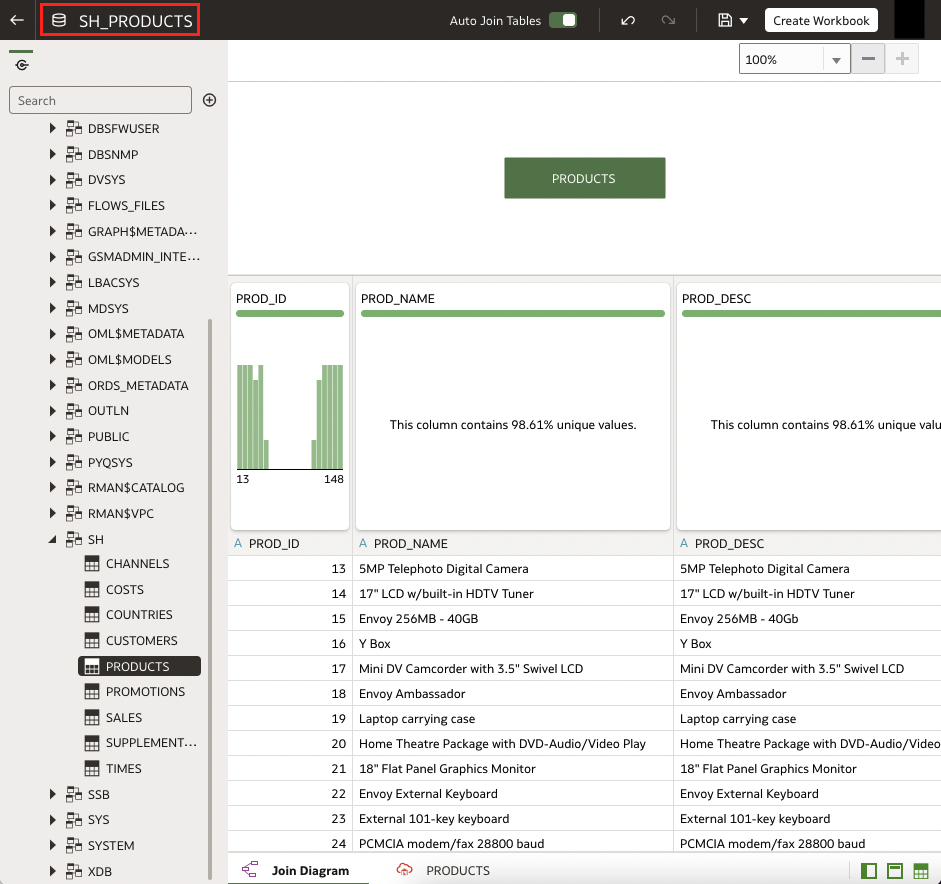 SH_PRODUCTS
Auto Join Tables
Create Workbook
100%
Search
DBSFWUSER
DBSNMP
DVSYS
FLOWS_FILES
GRAPH$METADA...
GSMADMIN_INTE...
LBACSYS
MDSYS
OML$METADATA
OML$MODELS
ORDS_METADATA
OUTLN
PUBLIC
PYQSYS
RMAN$CATALOG
RMAN$VPC
SH
CHANNELS
COSTS
COUNTRIES
CUSTOMERS
PRODUCTS
PROMOTIONS
SALES
SUPPLEMENT...
TIMES
SSB
SYS
SYSTEM
XDB
PRODUCTS
PROD_ID PROD_NAME PROD_DESC
This column contains 98.61% unique values. This column contains 98.61% unique valu
13 148
A PROD_ID A PROD_NAME A PROD_DESC
13 5MP Telephoto Digital Camera 5MP Telephoto Digital Camera
14 17" LCD w/built-in HDTV Tuner 17" LCD w/built-in HDTV Tuner
15 Envoy 256MB - 40GB Envoy 256MB - 40Gb
16 Y Box Y Box
17 Mini DV Camcorder with 3.5" Swivel LCD Mini DV Camcorder with 3.5" Swivel LCD
18 Envoy Ambassador Envoy Ambassador
19 Laptop carrying case Laptop carrying case
20 Home Theatre Package with DVD-Audio/Video Play Home Theatre Package with DVD-Audio/Video
21 18" Flat Panel Graphics Monitor 18" Flat Panel Graphics Monitor
22 Envoy External Keyboard Envoy External Keyboard
23 External 101-key keyboard External 101-key keyboard
24 PCMCIA modem/fax 28800 baud PCMCIA modem/fax 28800 baud
Join Diagram PRODUCTS